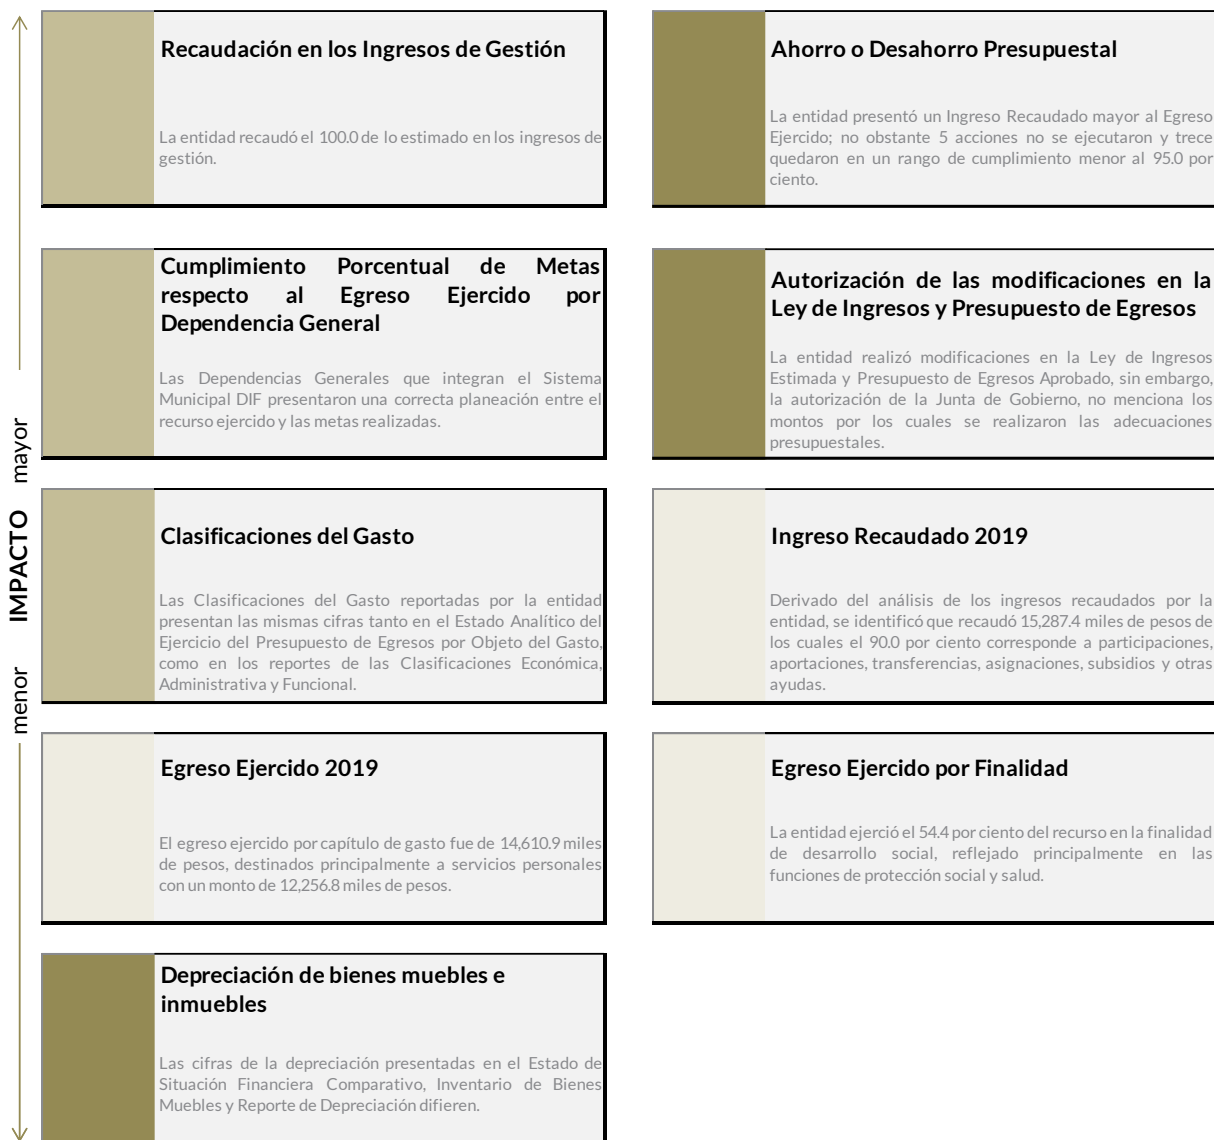 Recaudación en los Ingresos de Gestión
La entidad recaudó el 100.0 de lo estimado en los ingresos de
gestión.
Ahorro o Desahorro Presupuestal
La entidad presentó un Ingreso Recaudado mayor al Egreso
Ejercido; no obstante 5 acciones no se ejecutaron y trece
quedaron en un rango de cumplimiento menor al 95.0 por
ciento.
Cumplimiento Porcentual de Metas
respecto al Egreso Ejercido por
Dependencia General
Las Dependencias Generales que integran el Sistema
Municipal DIF presentaron una correcta planeación entre el
recurso ejercido y las metas realizadas.
Autorización de las modificaciones en la
Ley de Ingresos y Presupuesto de Egresos
La entidad realizó modificaciones en la Ley de Ingresos
Estimada y Presupuesto de Egresos Aprobado, sin embargo,
la autorización de la Junta de Gobierno, no menciona los
montos por los cuales se realizaron las adecuaciones
presupuestales.
menor IMPACTO mayor
Clasificaciones del Gasto
Las Clasificaciones del Gasto reportadas por la entidad
presentan las mismas cifras tanto en el Estado Analítico del
Ejercicio del Presupuesto de Egresos por Objeto del Gasto,
como en los reportes de las Clasificaciones Económica,
Administrativa y Funcional.
Ingreso Recaudado 2019
Derivado del análisis de los ingresos recaudados por la
entidad, se identificó que recaudó 15,287.4 miles de pesos de
los cuales el 90.0 por ciento corresponde a participaciones,
aportaciones, transferencias, asignaciones, subsidios y otras
ayudas.
Egreso Ejercido 2019
El egreso ejercido por capítulo de gasto fue de 14,610.9 miles
de pesos, destinados principalmente a servicios personales
con un monto de 12,256.8 miles de pesos.
Egreso Ejercido por Finalidad
La entidad ejerció el 54.4 por ciento del recurso en la finalidad
de desarrollo social, reflejado principalmente en las
funciones de protección social y salud.
Depreciación de bienes muebles e
inmuebles
Las cifras de la depreciación presentadas en el Estado de
Situación Financiera Comparativo, Inventario de Bienes
Muebles y Reporte de Depreciación difieren.